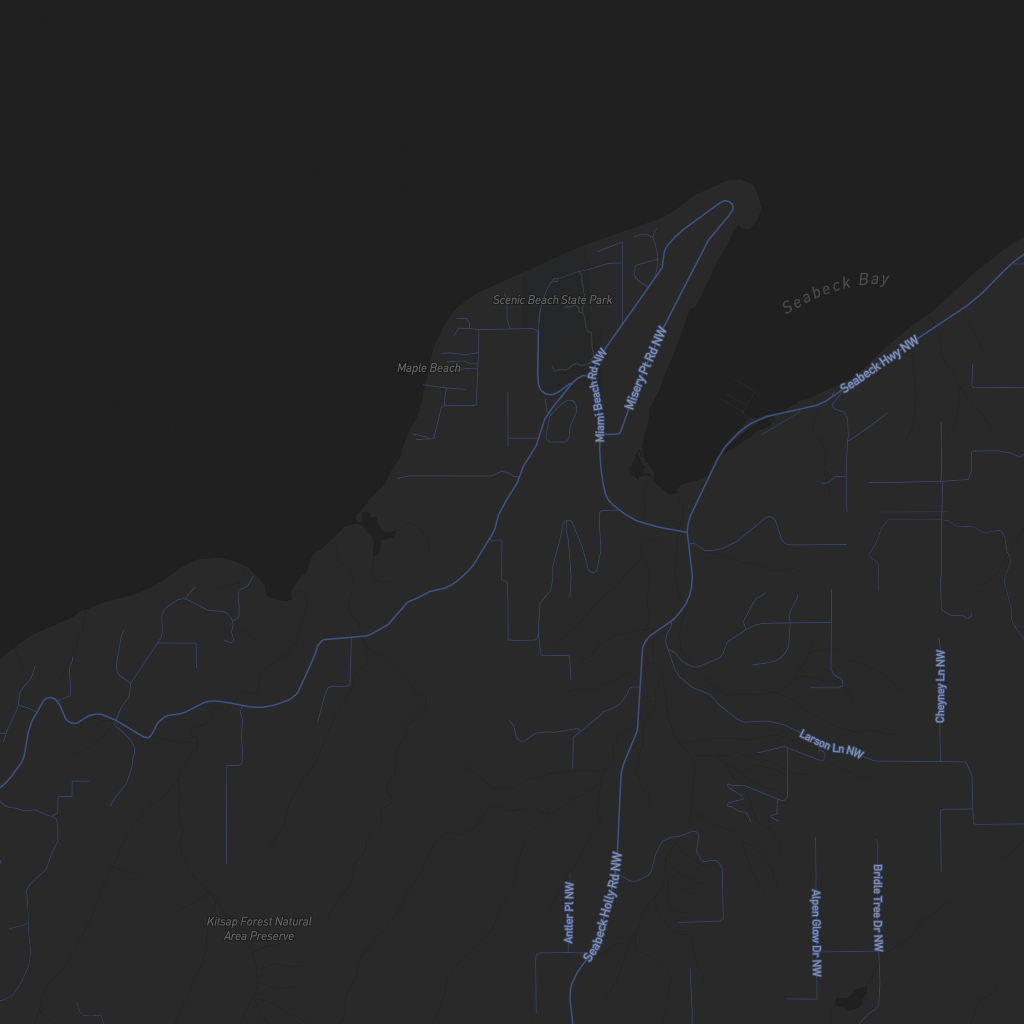 Seabeck Bay
Scenic Beach State Park
Seabeck Hwy NW
Misery Pt Rd NW
Maple Beach
Miami Beach Rd NW
Cheyney Ln NW
Larson Ln NW
Seabeck Holly Rd NW
Bridle Tree Dr NW
Antler Pl NW
Alpen Glow Dr NW
Kitsap Forest Natural
Area Preserve